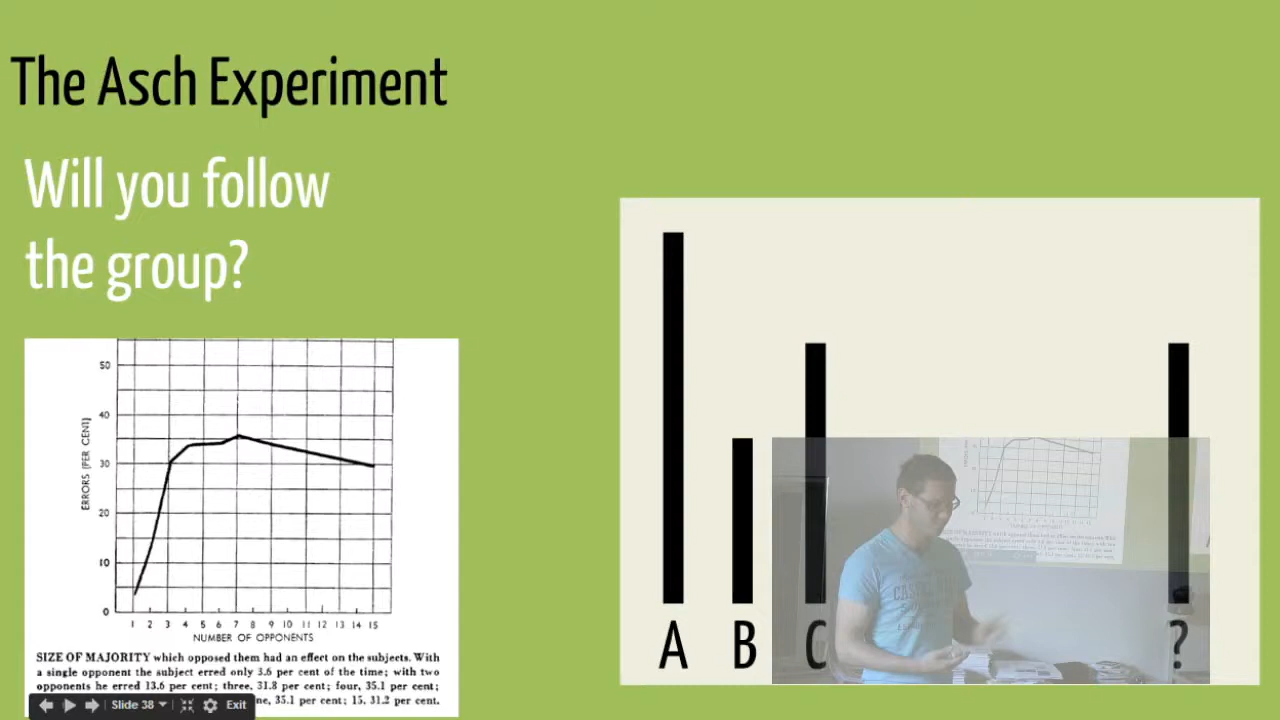 The Asch Experiment
Will you follow
the group?
50
40
30
20
10
0
ERRORS (PER CENT)
1 2 3 4 5 6 7 8 9 10 11 12 13 14 15
NUMBER OF OPPONENTS
SIZE OF MAJORITY which opposed them had an effect on the subjects. With
a single opponent the subject erred only 3.6 per cent of the time; with two
opponents he erred 13.6 per cent; three, 31.8 per cent; four, 35.1 per cent;
ne, 35.1 per cent; 15, 31.2 per cent.
Slide 38
Exit
A B C ?